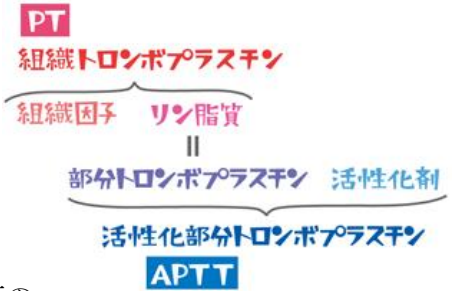 PT
組織トロンボプラスチン
組織因子 リン脂質
=
部分トロンボプラスチン 活性化剤
活性化部分トロンボプラスチン
APTT